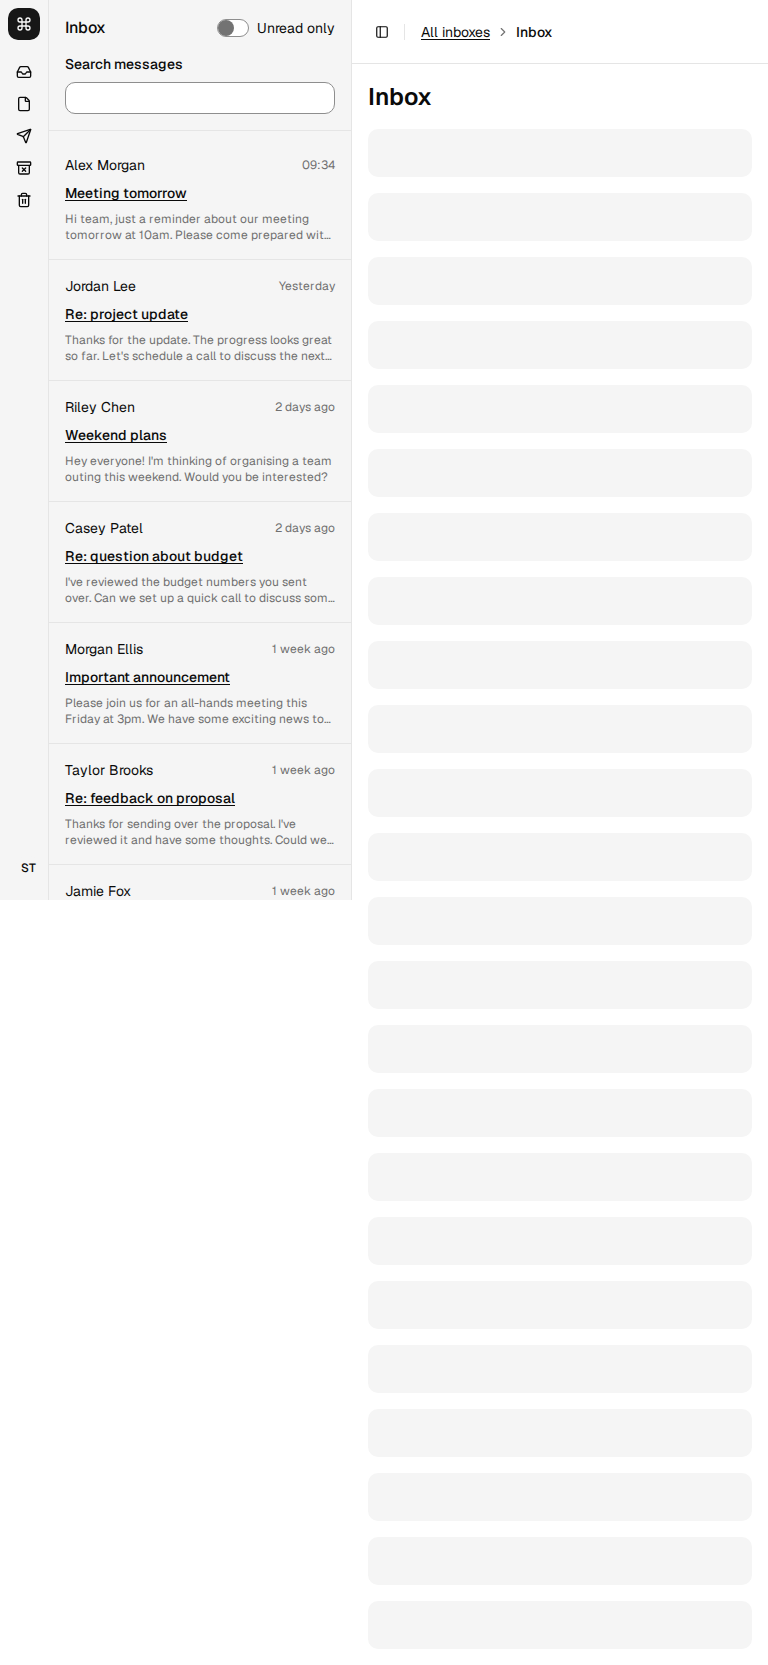 Inbox
Unread only
Search messages
Alex Morgan
09:34
Meeting tomorrow
Hi team, just a reminder about our meeting
tomorrow at 10am. Please come prepared wit...
Jordan Lee
Yesterday
Re: project update
Thanks for the update. The progress looks great
so far. Let's schedule a call to discuss the next...
Riley Chen
2 days ago
Weekend plans
Hey everyone! I'm thinking of organising a team
outing this weekend. Would you be interested?
Casey Patel
2 days ago
Re: question about budget
I've reviewed the budget numbers you sent
over. Can we set up a quick call to discuss som...
Morgan Ellis
1 week ago
Important announcement
Please join us for an all-hands meeting this
Friday at 3pm. We have some exciting news to...
Taylor Brooks
1 week ago
Re: feedback on proposal
Thanks for sending over the proposal. I've
reviewed it and have some thoughts. Could we...
Jamie Fox
1 week ago
ST
All inboxes
Inbox
Inbox